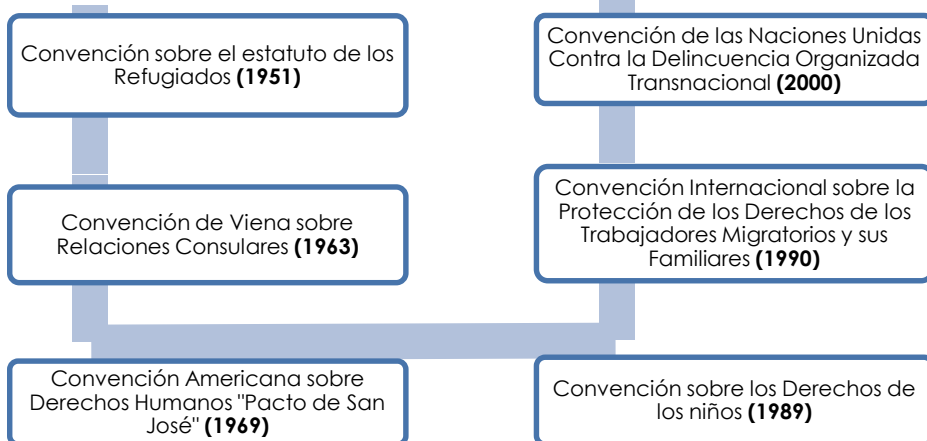 Convención sobre el estatuto de los
Refugiados (1951)
Convención de Viena sobre
Relaciones Consulares (1963)
Convención Americana sobre
Derechos Humanos "Pacto de San
José" (1969)
Convención de las Naciones Unidas
Contra la Delincuencia Organizada
Transnacional (2000)
Convención Internacional sobre la
Protección de los Derechos de los
Trabajadores Migratorios y sus
Familiares (1990)
Convención sobre los Derechos de
los niños (1989)